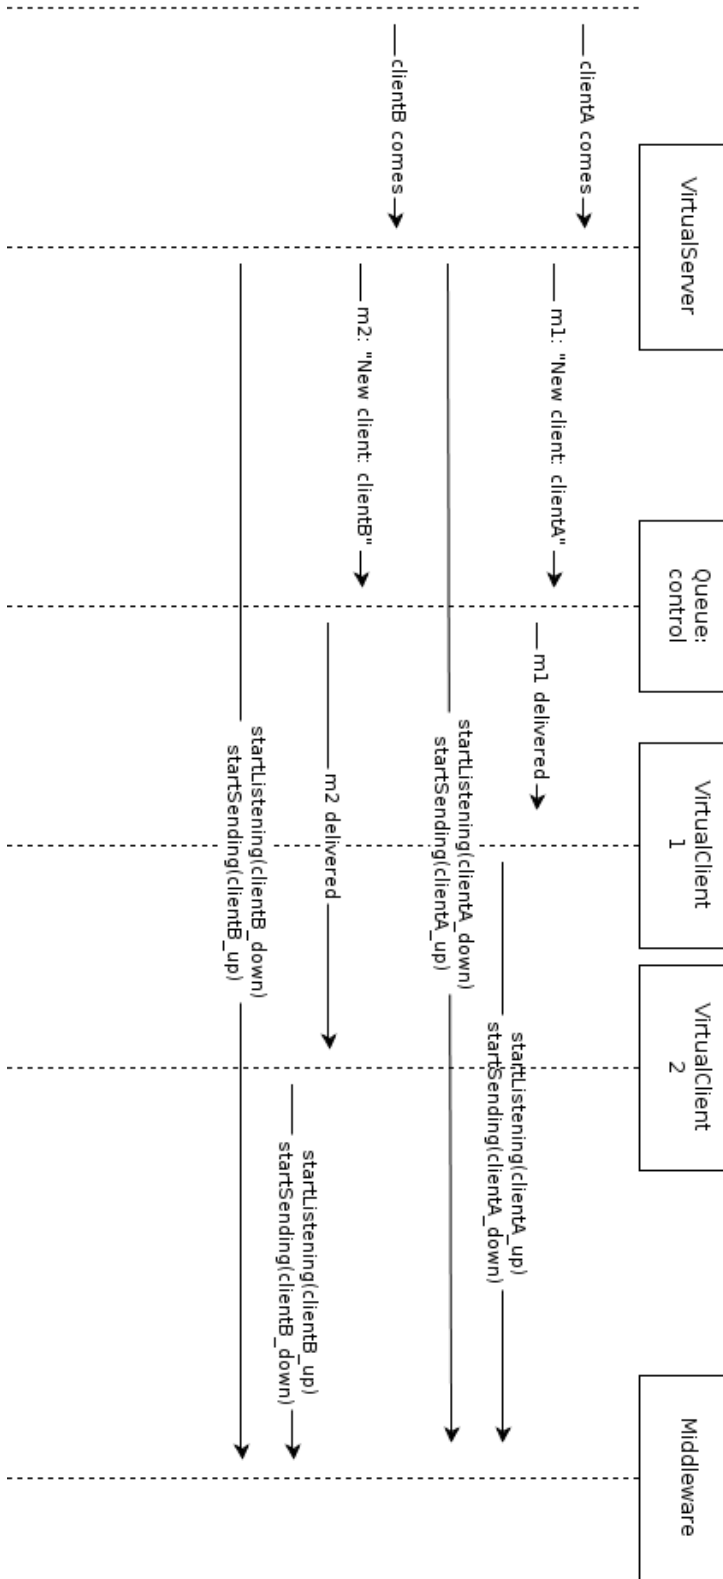 VirtualServer
Queue:
control
VirtualClient
1
VirtualClient
2
Middleware
clientA comes
m1: "New client: clientA"
m1 delivered
startListening(clientA_up)
startSending(clientA_down)
startListening(clientA_down)
startSending(clientA_up)
clientB comes
m2: "New client: clientB"
m2 delivered
startListening(clientB_up)
startSending(clientB_down)
startListening(clientB_down)
startSending(clientB_up)